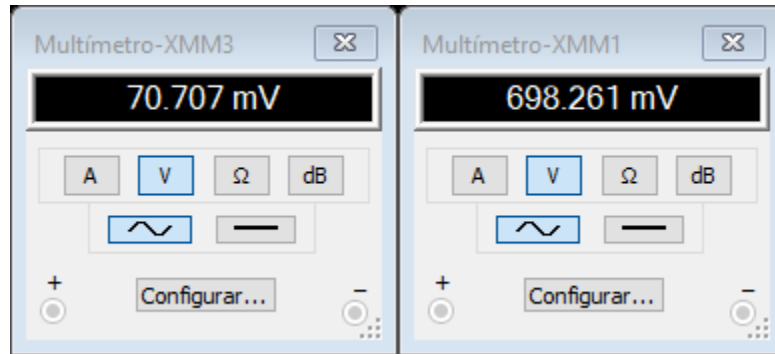 Multímetro-XMM3
70.707 mV
A V Ω dB
+ Configurar... −
Multímetro-XMM1
698.261 mV
A V Ω dB
+ Configurar... −